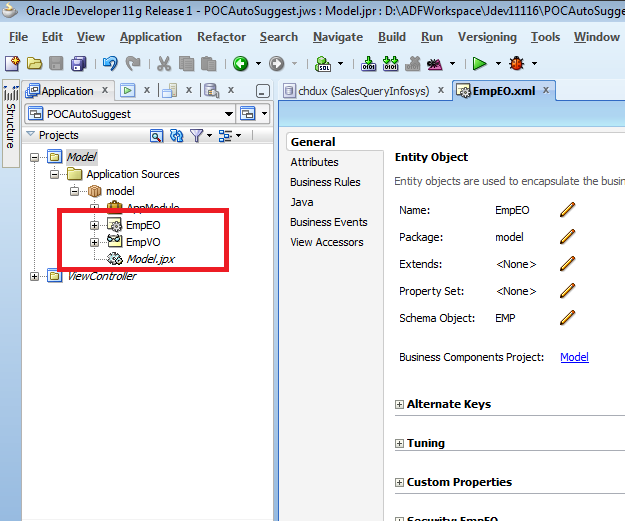 Oracle JDeveloper 11g Release 1 - POCAutoSuggest.jws : Model.jpr : D:\ADFWorkspace\Jdev11116\POCAutoSugge
File Edit View Application Refactor Search Navigate Build Run Versioning Tools Window
Application
chdux (SalesQueryInfosys)
EmpEO.xml
Structure
POCAutoSuggest
Projects
Model
Application Sources
model
AppModule
EmpEO
EmpVO
Model.jpx
ViewController
General
Attributes
Business Rules
Java
Business Events
View Accessors
Entity Object
Entity objects are used to encapsulate the busi
Name: EmpEO
Package: model
Extends: <None>
Property Set: <None>
Schema Object: EMP
Business Components Project: Model
Alternate Keys
Tuning
Custom Properties
Security: EmpEO